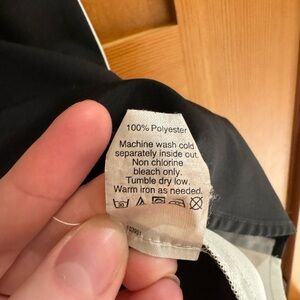 100% Polyester
Machine wash cold
separately inside out.
Non chlorine
bleach only.
Tumble dry low.
Warm iron as needed.